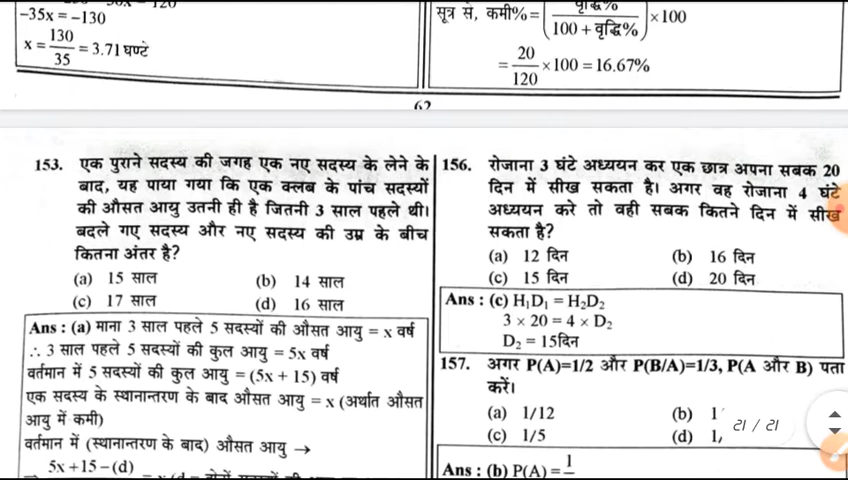 -35x = -130
x = 130/35 = 3.71 घण्टे
सूत्र से, कमी% = (वृद्धि% / 100 + वृद्धि%) × 100
= 20/120 × 100 = 16.67%
62
153. एक पुराने सदस्य की जगह एक नए सदस्य के लेने के
बाद, यह पाया गया कि एक क्लब के पांच सदस्यों
की औसत आयु उतनी ही है जितनी 3 साल पहले थी।
बदले गए सदस्य और नए सदस्य की उम्र के बीच
कितना अंतर है?
(a) 15 साल (b) 14 साल
(c) 17 साल (d) 16 साल
Ans : (a) माना 3 साल पहले 5 सदस्यों की औसत आयु = x वर्ष
∴ 3 साल पहले 5 सदस्यों की कुल आयु = 5x वर्ष
वर्तमान में 5 सदस्यों की कुल आयु = (5x + 15) वर्ष
एक सदस्य के स्थानान्तरण के बाद औसत आयु = x (अर्थात औसत
आयु में कमी)
वर्तमान में (स्थानान्तरण के बाद) औसत आयु →
5x +15 – (d)
156. रोजाना 3 घंटे अध्ययन कर एक छात्र अपना सबक 20
दिन में सीख सकता है। अगर वह रोजाना 4 घंटे
अध्ययन करे तो वही सबक कितने दिन में सीख
सकता है?
(a) 12 दिन (b) 16 दिन
(c) 15 दिन (d) 20 दिन
Ans : (c) H₁D₁ = H₂D₂
3 × 20 = 4 × D₂
D₂ = 15दिन
157. अगर P(A)=1/2 और P(B/A)=1/3, P(A और B) पता
करें।
(a) 1/12 (b)
(c) 1/5 (d)
21 / 21
Ans : (b) P(A) = 1